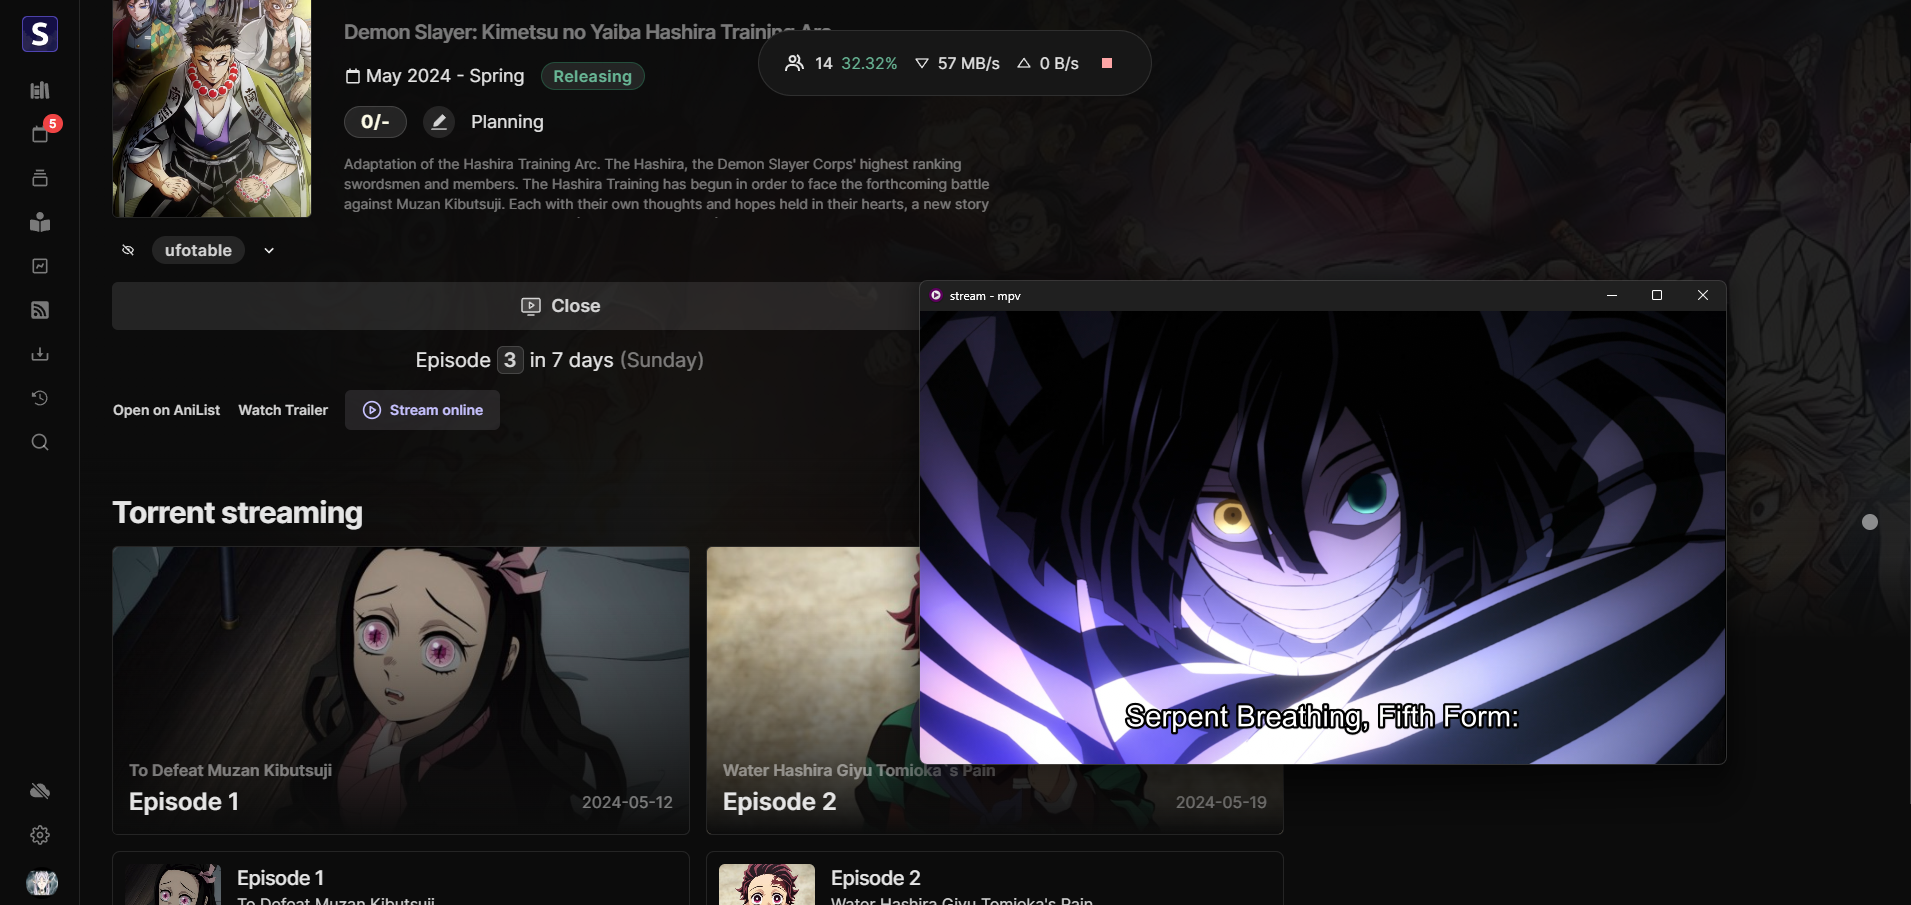 S
5
Demon Slayer: Kimetsu no Yaiba Hashira Training Arc
14 32.32% 57 MB/s 0 B/s
May 2024 - Spring Releasing
0/- Planning
Adaptation of the Hashira Training Arc. The Hashira, the Demon Slayer Corps' highest ranking
swordsmen and members. The Hashira Training has begun in order to face the forthcoming battle
against Muzan Kibutsuji. Each with their own thoughts and hopes held in their hearts, a new story
ufotable
Close
Episode 3 in 7 days (Sunday)
Open on AniList Watch Trailer Stream online
stream - mpv
Serpent Breathing, Fifth Form:
Torrent streaming
To Defeat Muzan Kibutsuji
Episode 1 2024-05-12
Water Hashira Giyu Tomioka`s Pain
Episode 2 2024-05-19
Episode 1
To Defeat Muzan Kibutsuji
Episode 2
Water Hashira Giyu Tomioka's Pain